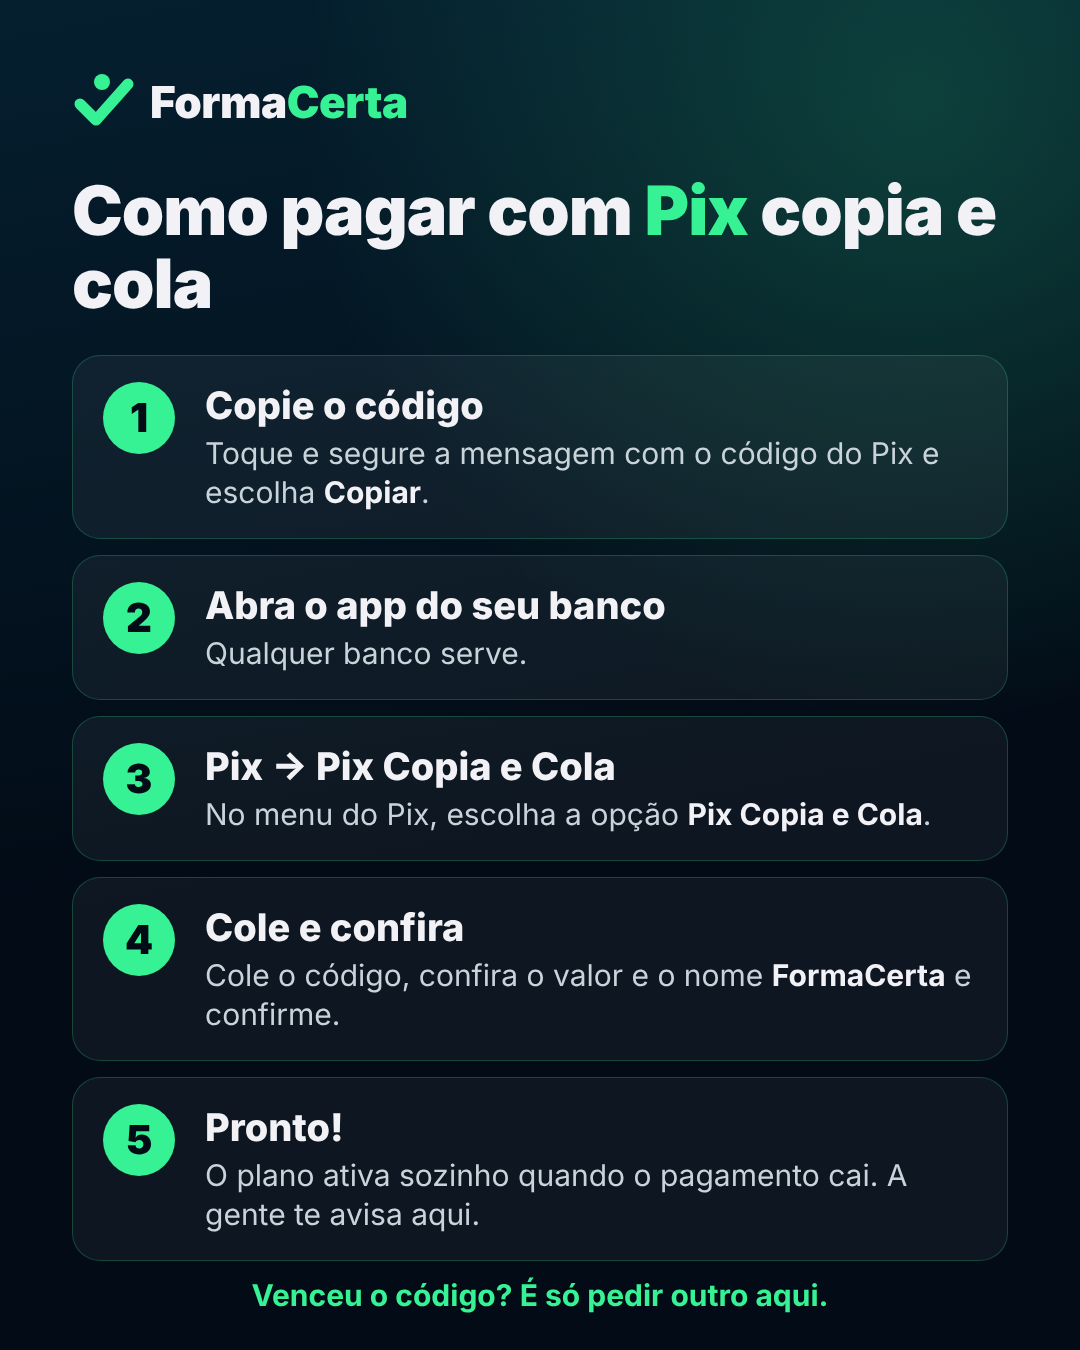 FormaCerta
Como pagar com Pix copia e
cola
1
Copie o código
Toque e segure a mensagem com o código do Pix e
escolha Copiar.
2
Abra o app do seu banco
Qualquer banco serve.
3
Pix → Pix Copia e Cola
No menu do Pix, escolha a opção Pix Copia e Cola.
4
Cole e confira
Cole o código, confira o valor e o nome FormaCerta e
confirme.
5
Pronto!
O plano ativa sozinho quando o pagamento cai. A
gente te avisa aqui.
Venceu o código? É só pedir outro aqui.